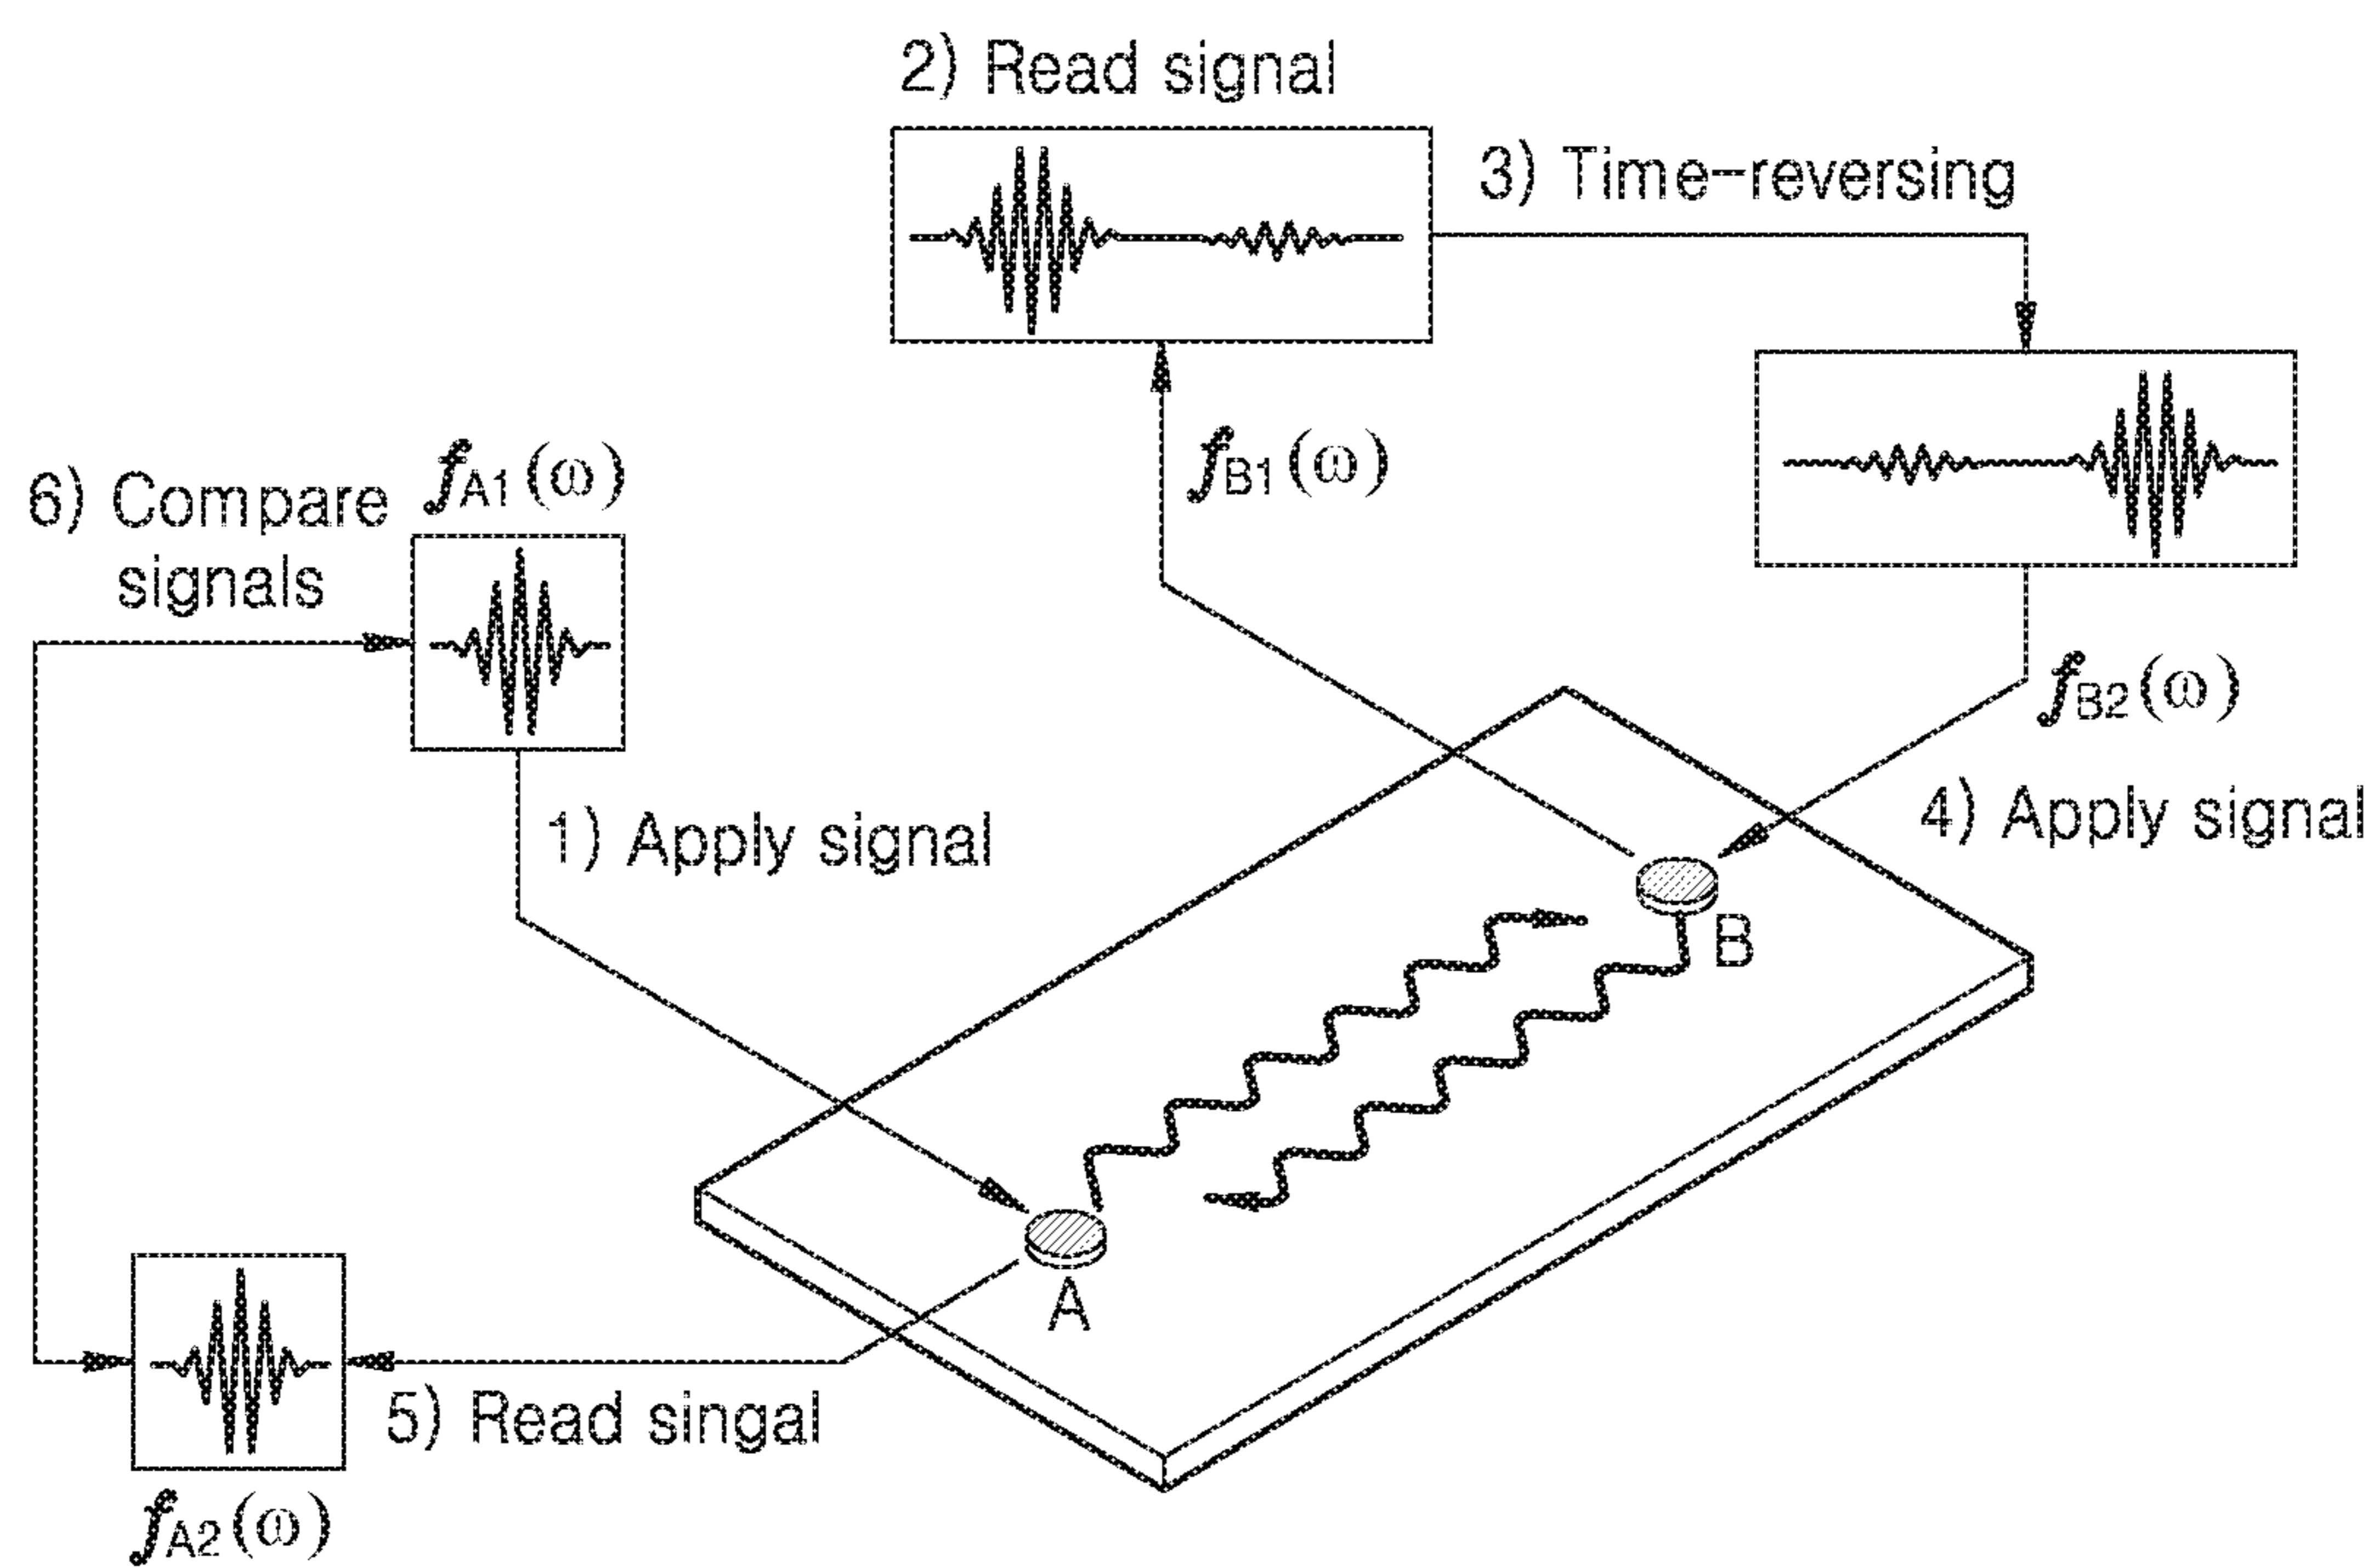 2) Read signal
3) Time-reversing
6) Compare
signals
fA1(ω)
fB1(ω)
fB2(ω)
1) Apply signal
4) Apply signal
B
A
5) Read singal
fA2(ω)